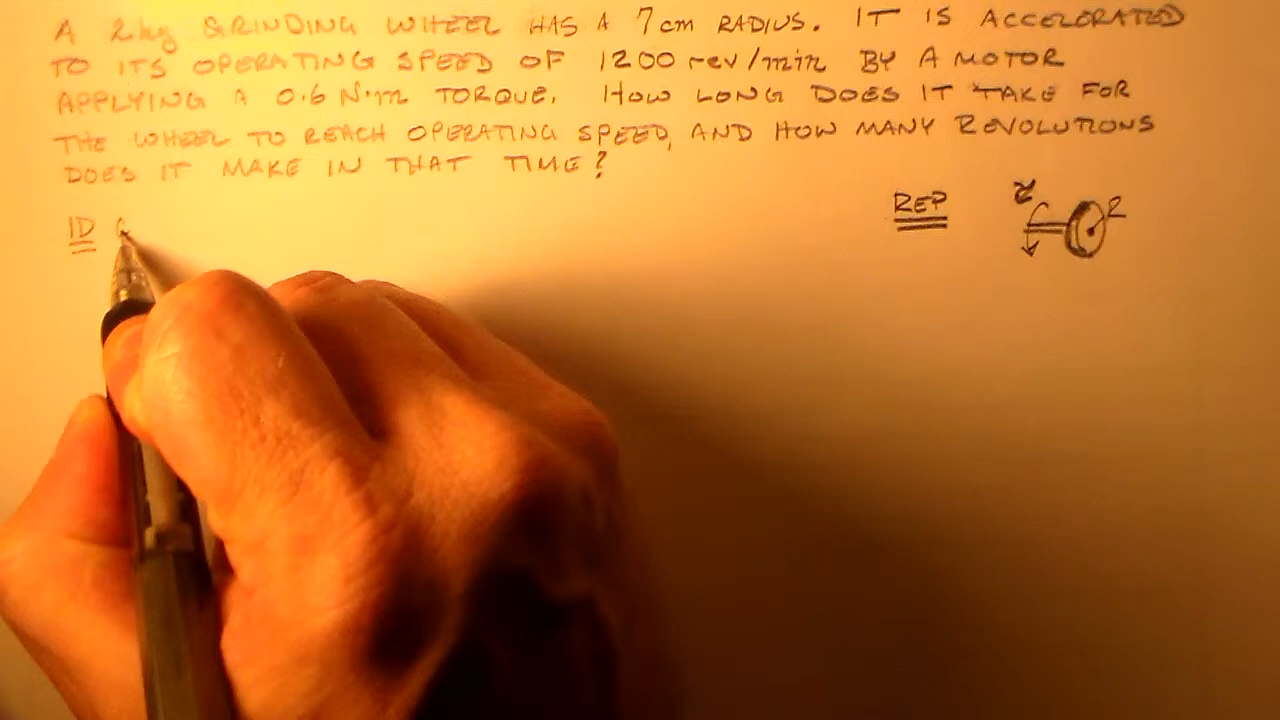 A 2kg GRINDING WHEEL HAS A 7cm RADIUS. IT IS ACCELERATED
TO ITS OPERATING SPEED OF 1200 rev/min BY A MOTOR
APPLYING A 0.6 N·m TORQUE. HOW LONG DOES IT TAKE FOR
THE WHEEL TO REACH OPERATING SPEED, AND HOW MANY REVOLUTIONS
DOES IT MAKE IN THAT TIME?
REP
τ R
ID